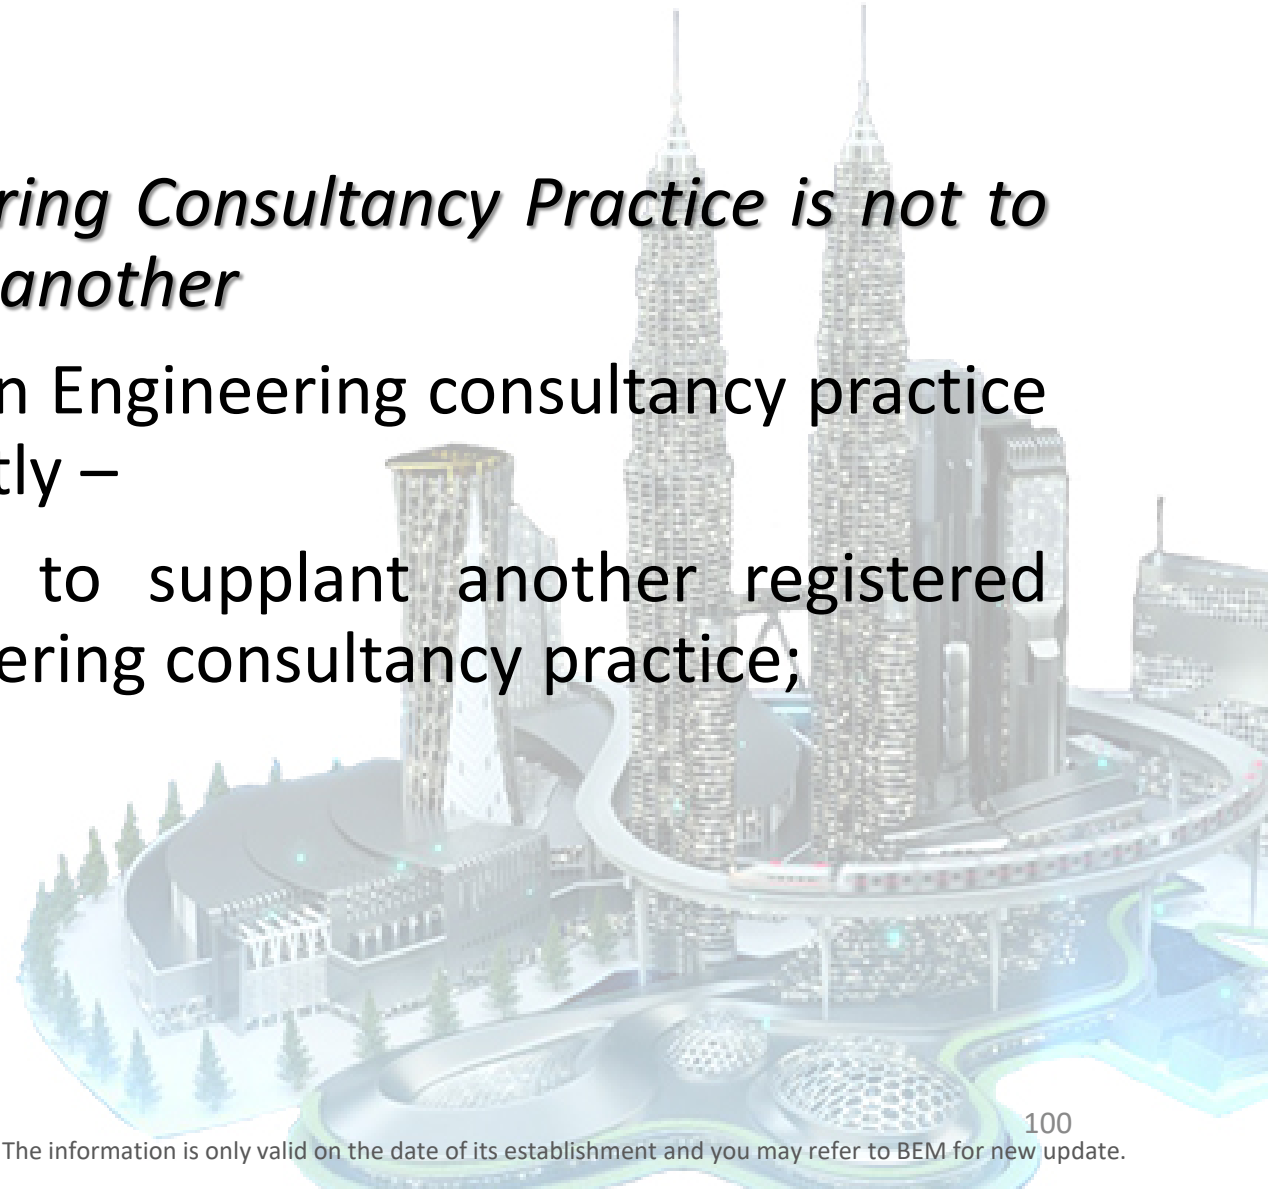 ring Consultancy Practice is not to
another
n Engineering consultancy practice
tly –
to supplant another registered
ering consultancy practice;
100
The information is only valid on the date of its establishment and you may refer to BEM for new update.